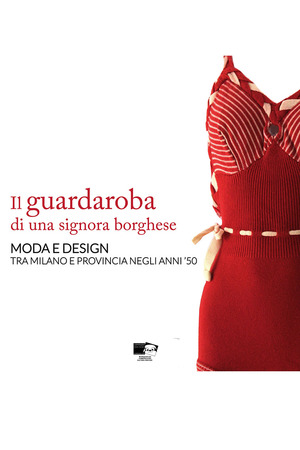 Il guardaroba
di una signora borghese
MODA E DESIGN
TRA MILANO E PROVINCIA NEGLI ANNI '50